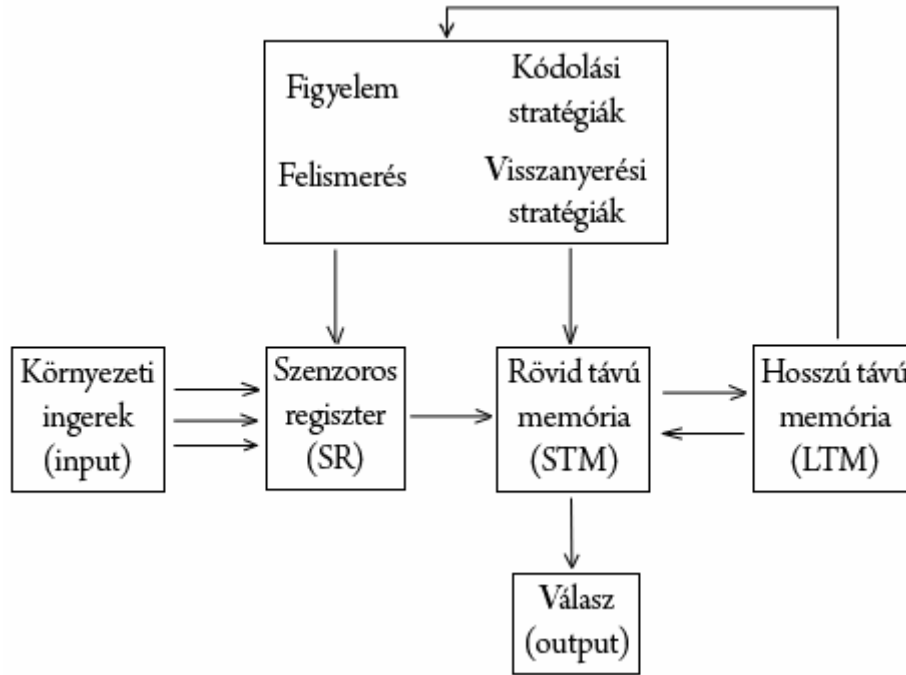 Figyelem
Kódolási
stratégiák
Felismerés
Visszanyerési
stratégiák
Környezeti
ingerek
(input)
Szenzoros
regiszter
(SR)
Rövid távú
memória
(STM)
Hosszú távú
memória
(LTM)
Válasz
(output)